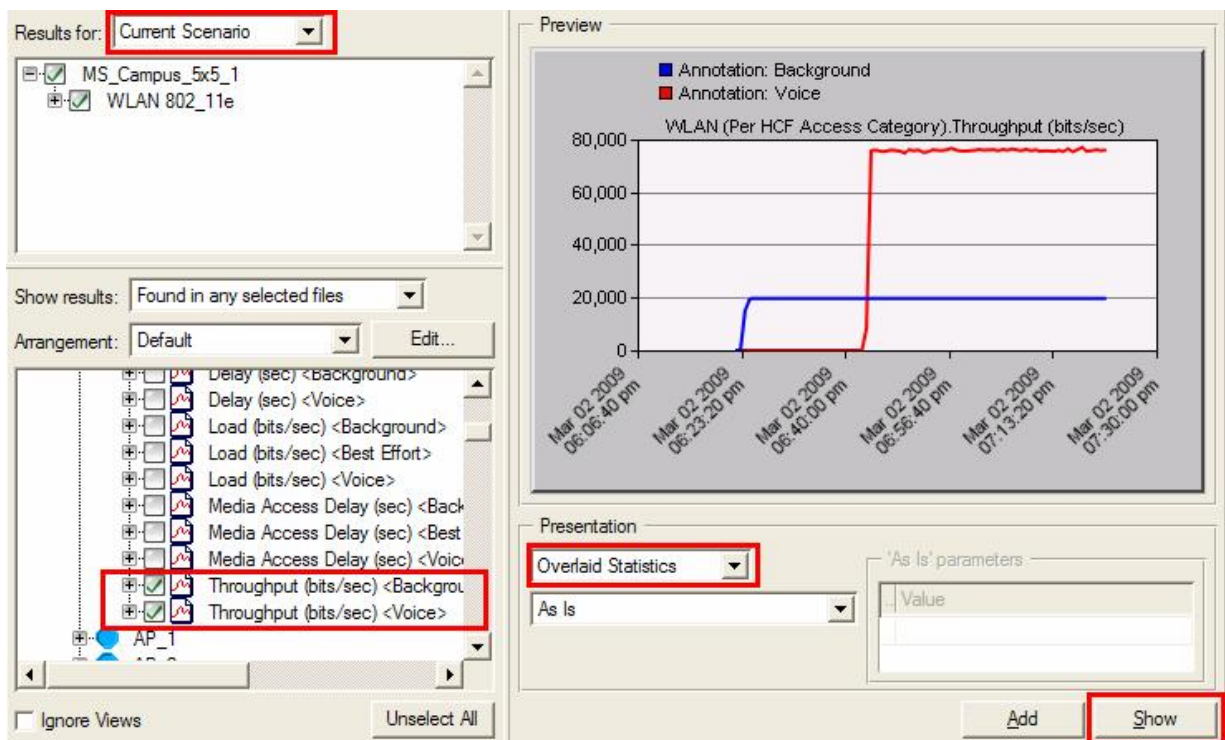 Results for: Current Scenario
MS_Campus_5x5_1
WLAN 802_11e
Show results: Found in any selected files
Arrangement: Default Edit...
Delay (sec) <Background>
Delay (sec) <Voice>
Load (bits/sec) <Background>
Load (bits/sec) <Best Effort>
Load (bits/sec) <Voice>
Media Access Delay (sec) <Back
Media Access Delay (sec) <Best
Media Access Delay (sec) <Voic
Throughput (bits/sec) <Backgrou
Throughput (bits/sec) <Voice>
AP_1
Ignore Views
Unselect All
Preview
Annotation: Background
Annotation: Voice
WLAN (Per HCF Access Category).Throughput (bits/sec)
80,000
60,000
40,000
20,000
0
Mar 02 2009 06:06:40 pm
Mar 02 2009 06:23:20 pm
Mar 02 2009 06:40:00 pm
Mar 02 2009 06:56:40 pm
Mar 02 2009 07:13:20 pm
Mar 02 2009 07:30:00 pm
Presentation
Overlaid Statistics
As Is
'As Is' parameters
... Value
Add
Show